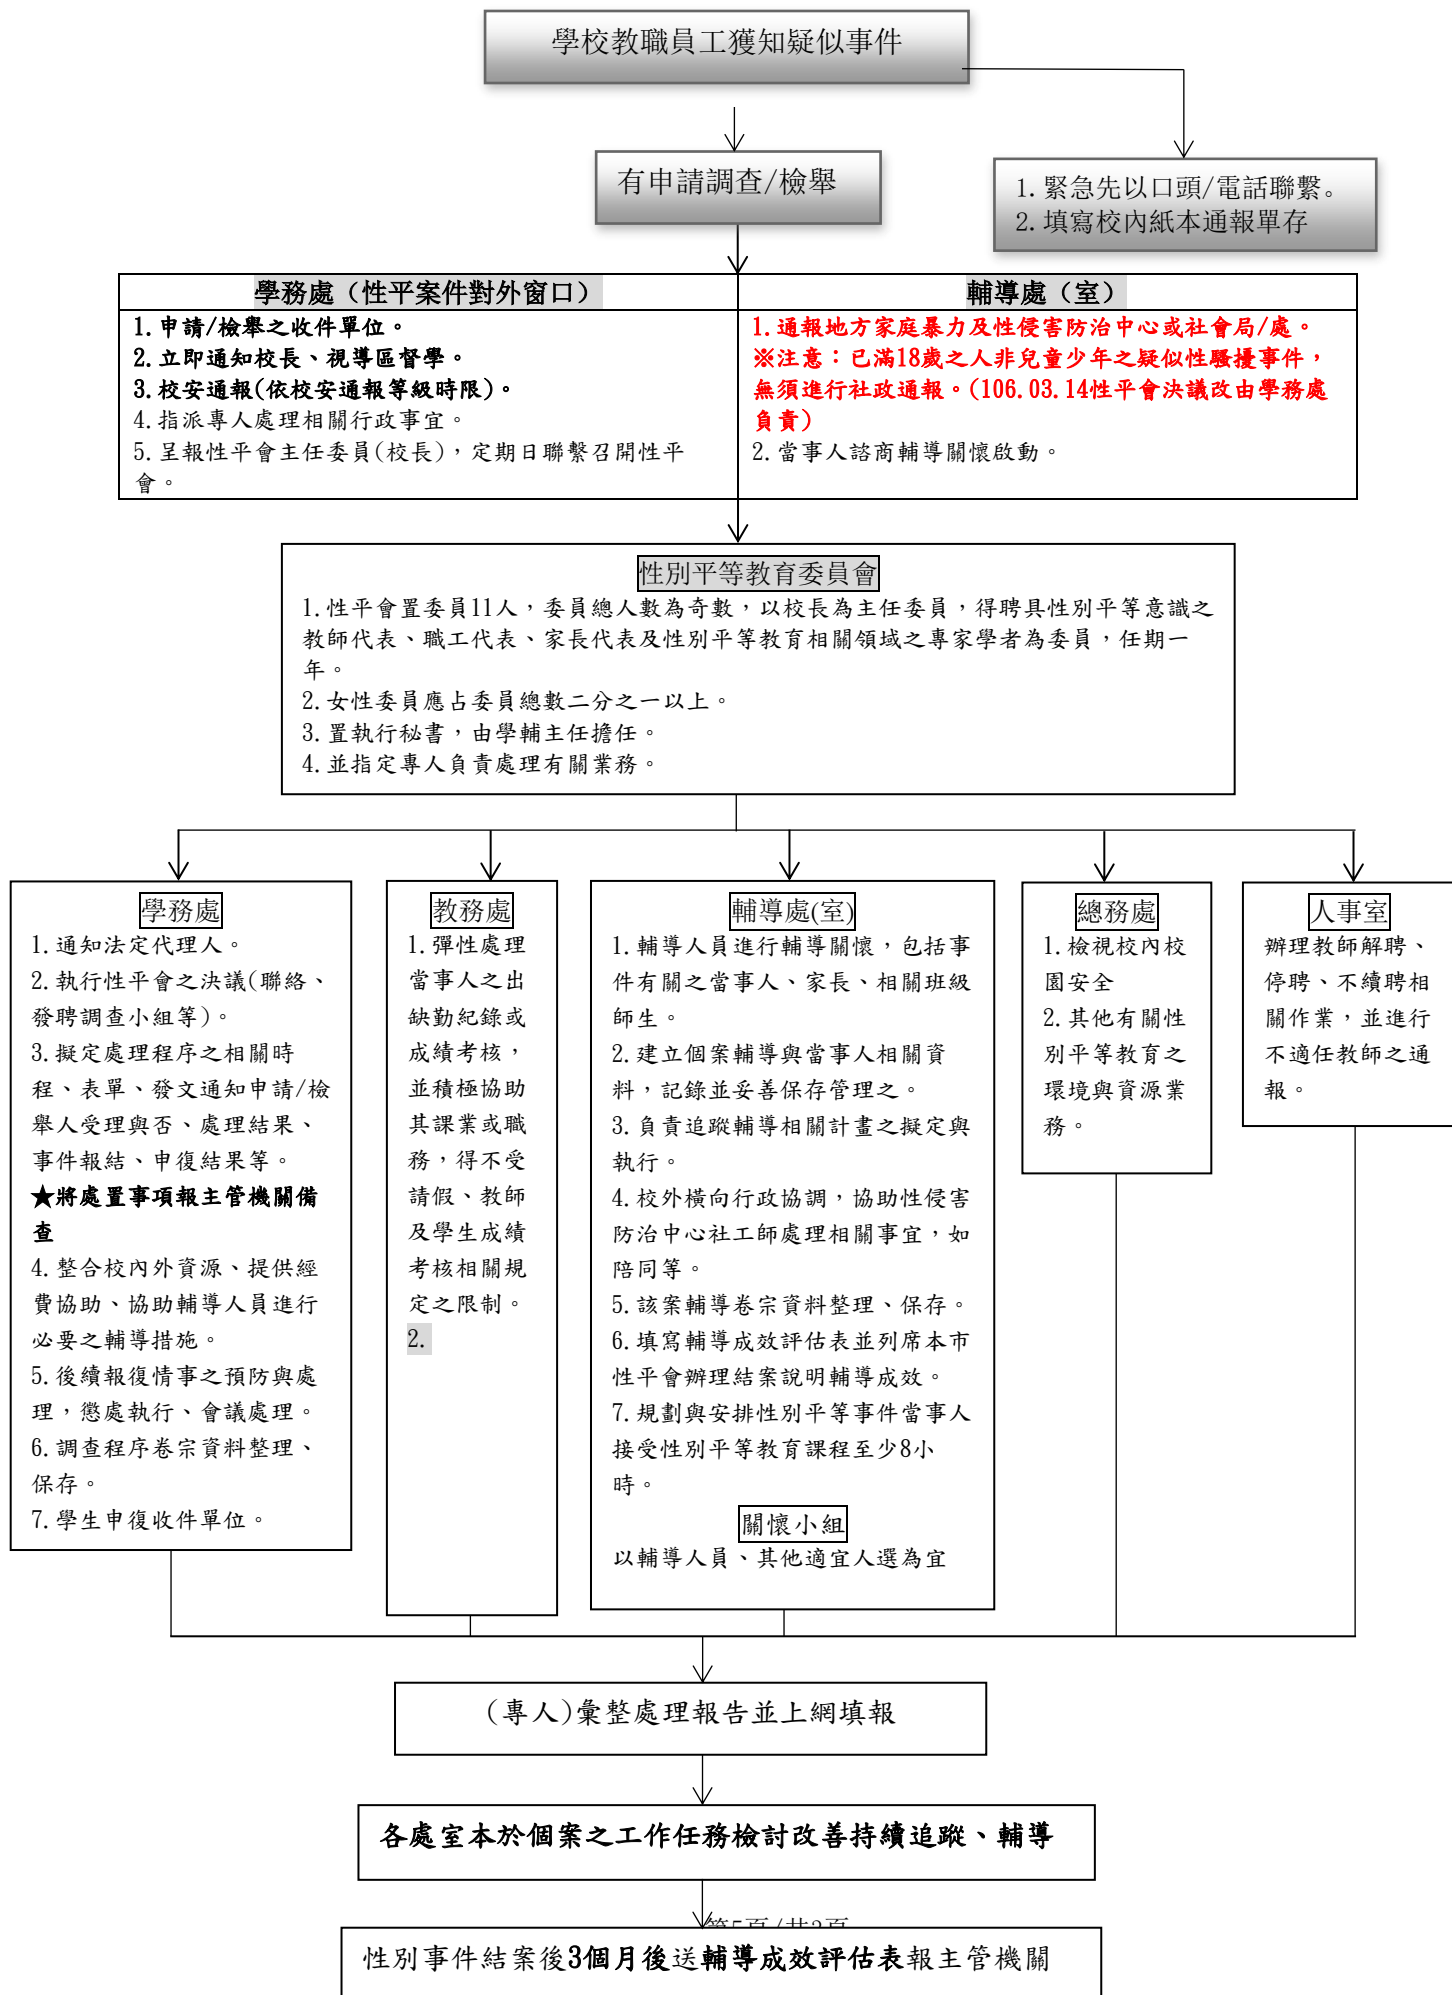 學校教職員工獲知疑似事件
有申請調查/檢舉
1.緊急先以口頭/電話聯繫。
2.填寫校內紙本通報單存
學務處（性平案件對外窗口）
1.申請/檢舉之收件單位。
2.立即通知校長、視導區督學。
3.校安通報(依校安通報等級時限)。
4.指派專人處理相關行政事宜。
5.呈報性平會主任委員(校長)，定期日聯繫召開性平
會。
輔導處（室）
1.通報地方家庭暴力及性侵害防治中心或社會局/處。
※注意：已滿18歲之人非兒童少年之疑似性騷擾事件，
無須進行社政通報。(106.03.14性平會決議改由學務處
負責)
2.當事人諮商輔導關懷啟動。
性別平等教育委員會
1.性平會置委員11人，委員總人數為奇數，以校長為主任委員，得聘具性別平等意識之
教師代表、職工代表、家長代表及性別平等教育相關領域之專家學者為委員，任期一
年。
2.女性委員應占委員總數二分之一以上。
3.置執行秘書，由學輔主任擔任。
4.並指定專人負責處理有關業務。
學務處
1.通知法定代理人。
2.執行性平會之決議(聯絡、
發聘調查小組等)。
3.擬定處理程序之相關時
程、表單、發文通知申請/檢
舉人受理與否、處理結果、
事件報結、申復結果等。
★將處置事項報主管機關備
查
4.整合校內外資源、提供經
費協助、協助輔導人員進行
必要之輔導措施。
5.後續報復情事之預防與處
理，懲處執行、會議處理。
6.調查程序卷宗資料整理、
保存。
7.學生申復收件單位。
教務處
1.彈性處理
當事人之出
缺勤紀錄或
成績考核，
並積極協助
其課業或職
務，得不受
請假、教師
及學生成績
考核相關規
定之限制。
2.
輔導處(室)
1.輔導人員進行輔導關懷，包括事
件有關之當事人、家長、相關班級
師生。
2.建立個案輔導與當事人相關資
料，記錄並妥善保存管理之。
3.負責追蹤輔導相關計畫之擬定與
執行。
4.校外橫向行政協調，協助性侵害
防治中心社工師處理相關事宜，如
陪同等。
5.該案輔導卷宗資料整理、保存。
6.填寫輔導成效評估表並列席本市
性平會辦理結案說明輔導成效。
7.規劃與安排性別平等事件當事人
接受性別平等教育課程至少8小
時。
關懷小組
以輔導人員、其他適宜人選為宜
總務處
1.檢視校內校
園安全
2.其他有關性
別平等教育之
環境與資源業
務。
人事室
辦理教師解聘、
停聘、不續聘相
關作業，並進行
不適任教師之通
報。
(專人)彙整處理報告並上網填報
各處室本於個案之工作任務檢討改善持續追蹤、輔導
第5頁/共3頁
性別事件結案後3個月後送輔導成效評估表報主管機關